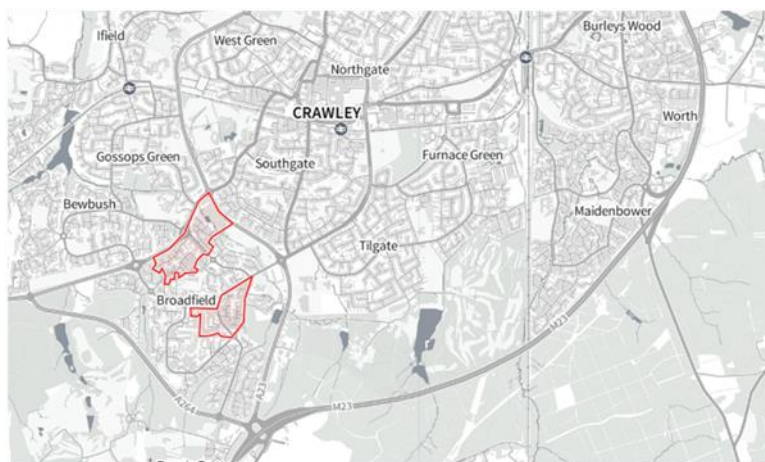 Ifield
West Green
Burleys Wood
Northgate
CRAWLEY
Worth
Gossops Green
Southgate
Furnace Green
Bewbush
Maidenbower
Tilgate
Broadfield
M23
A264
A23
M23